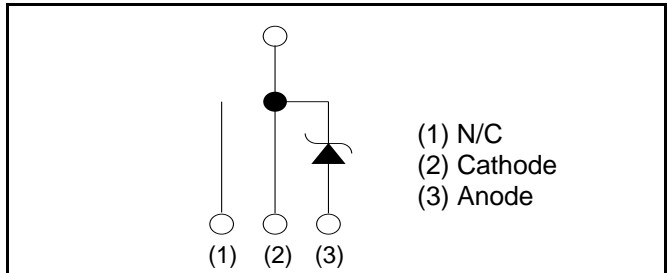 (1) N/C
(2) Cathode
(3) Anode
(1) (2) (3)